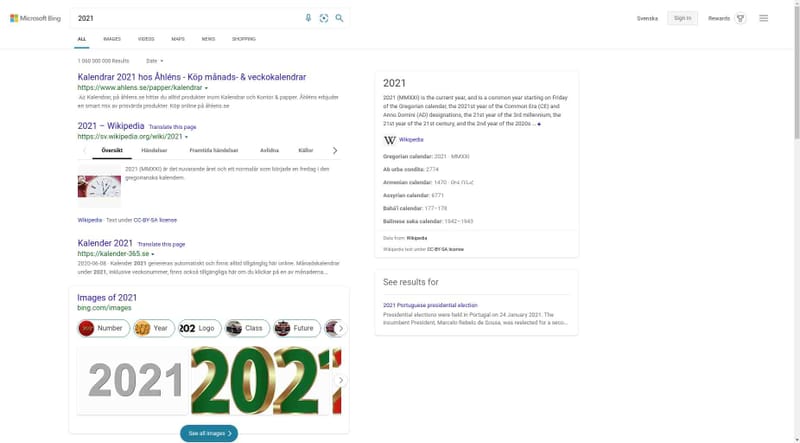 Microsoft Bing
2021
Svenska
Sign in
Rewards
ALL IMAGES VIDEOS MAPS NEWS SHOPPING
1 060 000 000 Results Date
Kalendrar 2021 hos Åhléns - Köp månads- & veckokalendrar
https://www.ahlens.se/papper/kalendrar
Ad Kalendrar, på åhlens.se hittar du alltid produkter inom Kalendrar och Kontor & papper. Åhléns erbjuder
en smart mix av prisvärda produkter. Köp online på åhlens.se
2021 – Wikipedia Translate this page
https://sv.wikipedia.org/wiki/2021
Översikt Händelser Framtida händelser Avlidna Källor
2021 (MMXXI) är det nuvarande året och ett normalår som började en fredag i den
gregorianska kalendern.
Wikipedia · Text under CC-BY-SA license
Kalender 2021 Translate this page
https://kalender-365.se
2020-06-08 · Kalender 2021 genereras automatiskt och finns alltid tillgänglig här online. Månadskalendrar
under 2021, inklusive veckonummer, finns också tillgängliga här om du klickar på en av månaderna...
Images of 2021
bing.com/images
Number Year Logo Class Future
2021
2021
See all images
2021
2021 (MMXXI) is the current year, and is a common year starting on Friday
of the Gregorian calendar, the 2021st year of the Common Era (CE) and
Anno Domini (AD) designations, the 21st year of the 3rd millennium, the
21st year of the 21st century, and the 2nd year of the 2020s ...
Wikipedia
Gregorian calendar: 2021 · MMXXI
Ab urbe condita: 2774
Armenian calendar: 1470 ·
Assyrian calendar: 6771
Bahá'í calendar: 177–178
Balinese saka calendar: 1942–1943
Data from: Wikipedia
Wikipedia text under CC-BY-SA license
See results for
2021 Portuguese presidential election
Presidential elections were held in Portugal on 24 January 2021. The
incumbent President, Marcelo Rebelo de Sousa, was reelected for a seco...